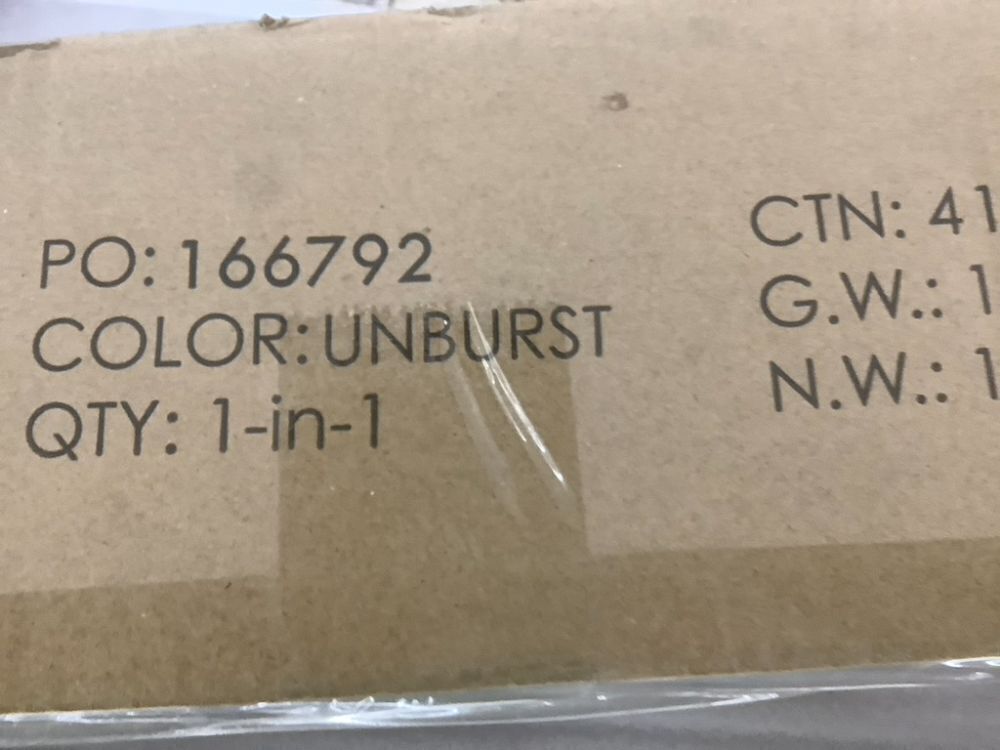 PO: 166792
COLOR: UNBURST
QTY: 1-in-1
CTN: 41
G.W.: 1
N.W.: 1